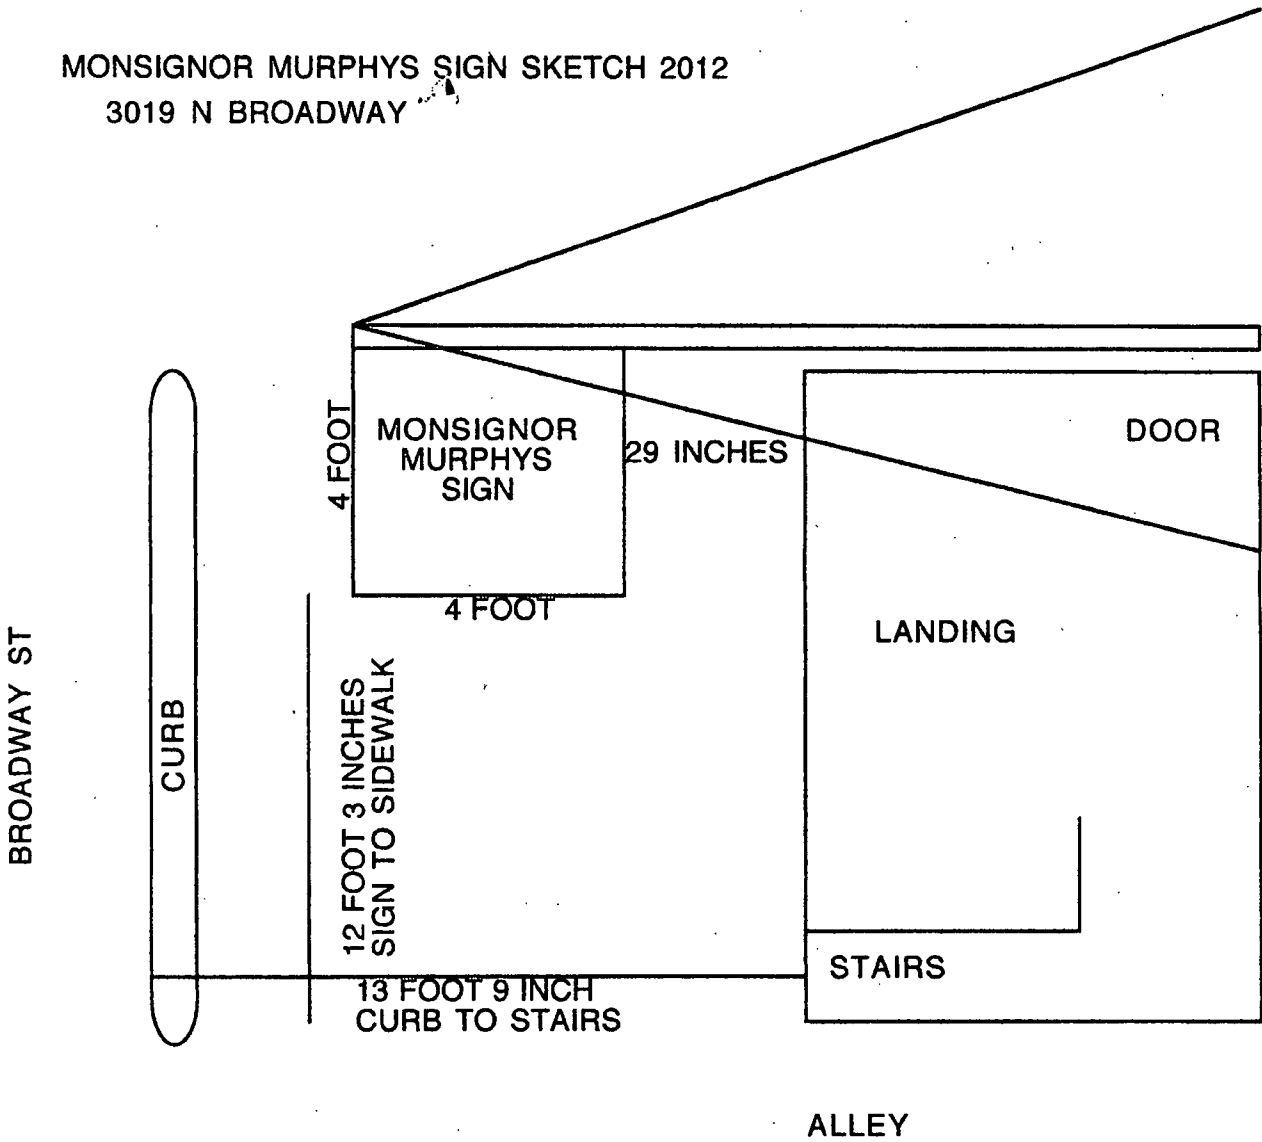 MONSIGNOR MURPHYS SIGN SKETCH 2012
3019 N BROADWAY
4 FOOT
MONSIGNOR
MURPHYS
SIGN
29 INCHES
DOOR
4 FOOT
LANDING
BROADWAY ST
CURB
12 FOOT 3 INCHES
SIGN TO SIDEWALK
STAIRS
13 FOOT 9 INCH
CURB TO STAIRS
ALLEY